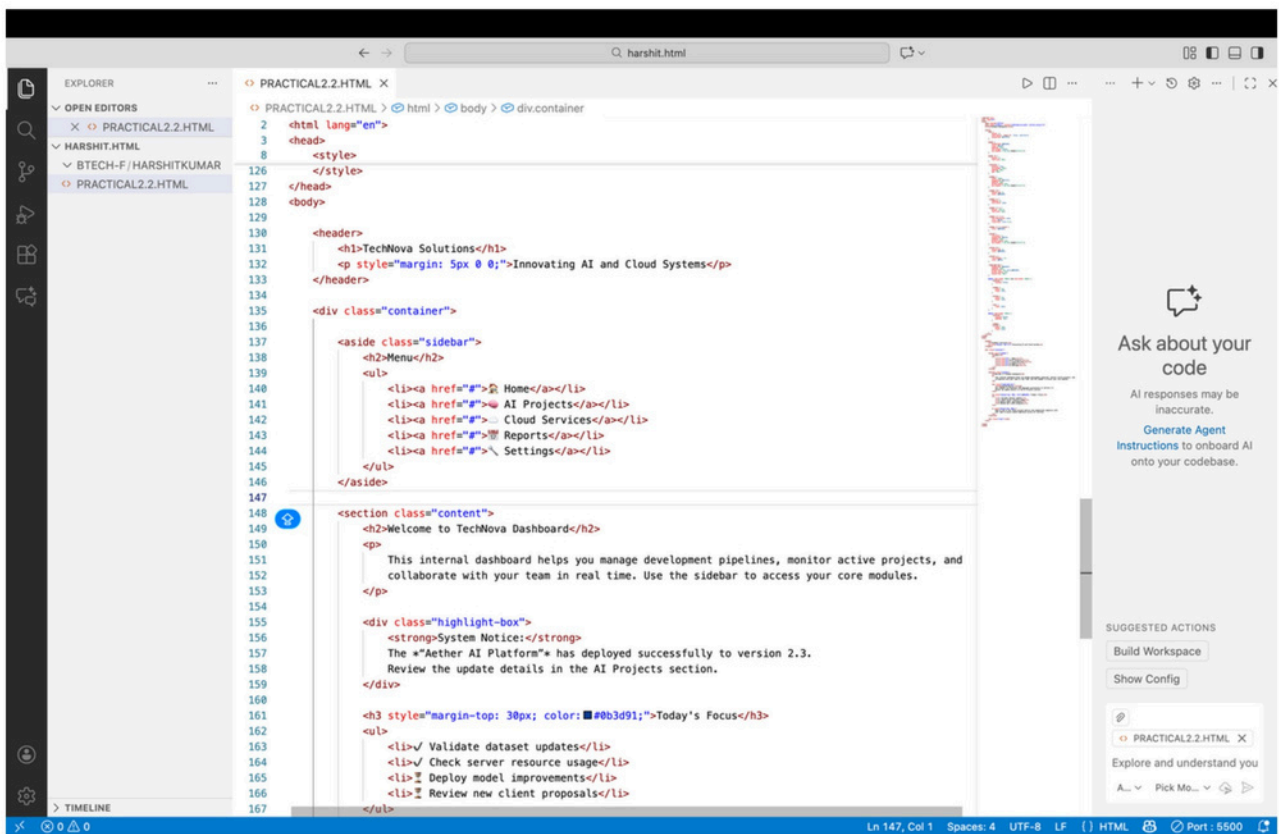 harshit.html
EXPLORER
OPEN EDITORS
PRACTICAL2.2.HTML
HARSHIT.HTML
BTECH-F/HARSHITKUMAR
PRACTICAL2.2.HTML
TIMELINE
PRACTICAL2.2.HTML
PRACTICAL2.2.HTML > html > body > div.container
2 <html lang="en">
3 <head>
8 <style>
126 </style>
127 </head>
128 <body>
129
130 <header>
131 <h1>TechNova Solutions</h1>
132 <p style="margin: 5px 0 0;">Innovating AI and Cloud Systems</p>
133 </header>
134
135 <div class="container">
136
137 <aside class="sidebar">
138 <h2>Menu</h2>
139 <ul>
140 <li><a href="#">🏠 Home</a></li>
141 <li><a href="#">🧠 AI Projects</a></li>
142 <li><a href="#">☁️ Cloud Services</a></li>
143 <li><a href="#"> Reports</a></li>
144 <li><a href="#">🔧 Settings</a></li>
145 </ul>
146 </aside>
147
148 <section class="content">
149 <h2>Welcome to TechNova Dashboard</h2>
150 <p>
151 This internal dashboard helps you manage development pipelines, monitor active projects, and
152 collaborate with your team in real time. Use the sidebar to access your core modules.
153 </p>
154
155 <div class="highlight-box">
156 <strong>System Notice:</strong>
157 The *"Aether AI Platform"* has deployed successfully to version 2.3.
158 Review the update details in the AI Projects section.
159 </div>
160
161 <h3 style="margin-top: 30px; color: #0b3d91;">Today's Focus</h3>
162 <ul>
163 <li>✓ Validate dataset updates</li>
164 <li>✓ Check server resource usage</li>
165 <li>⏳ Deploy model improvements</li>
166 <li>⏳ Review new client proposals</li>
167 </ul>
Ask about your
code
AI responses may be
inaccurate.
Generate Agent
Instructions to onboard AI
onto your codebase.
SUGGESTED ACTIONS
Build Workspace
Show Config
PRACTICAL2.2.HTML
Explore and understand you
A... Pick Mo...
0 0
Ln 147, Col 1 Spaces: 4 UTF-8 LF {} HTML Port : 5500